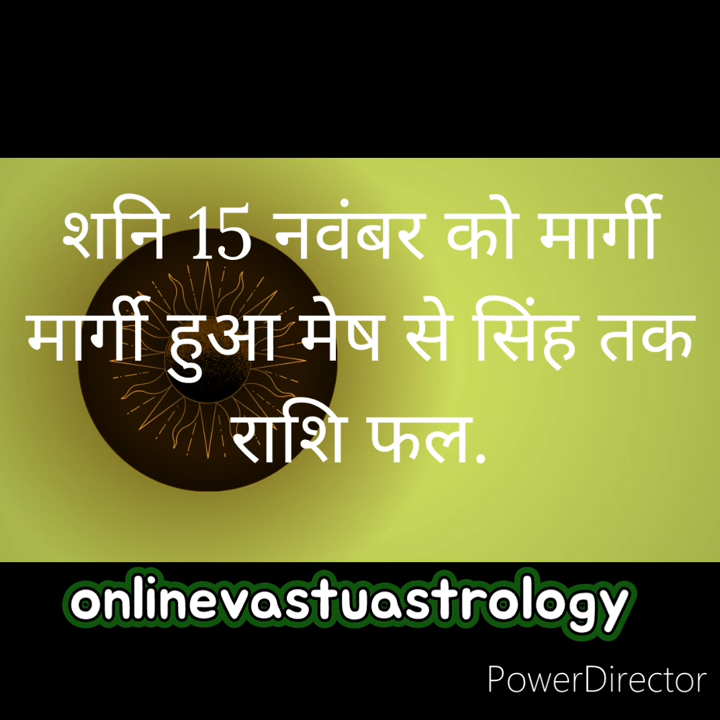 शनि 15 नवंबर को मार्गी
मार्गी हुआ मेष से सिंह तक
राशि फल.
onlinevastuastrology
PowerDirector